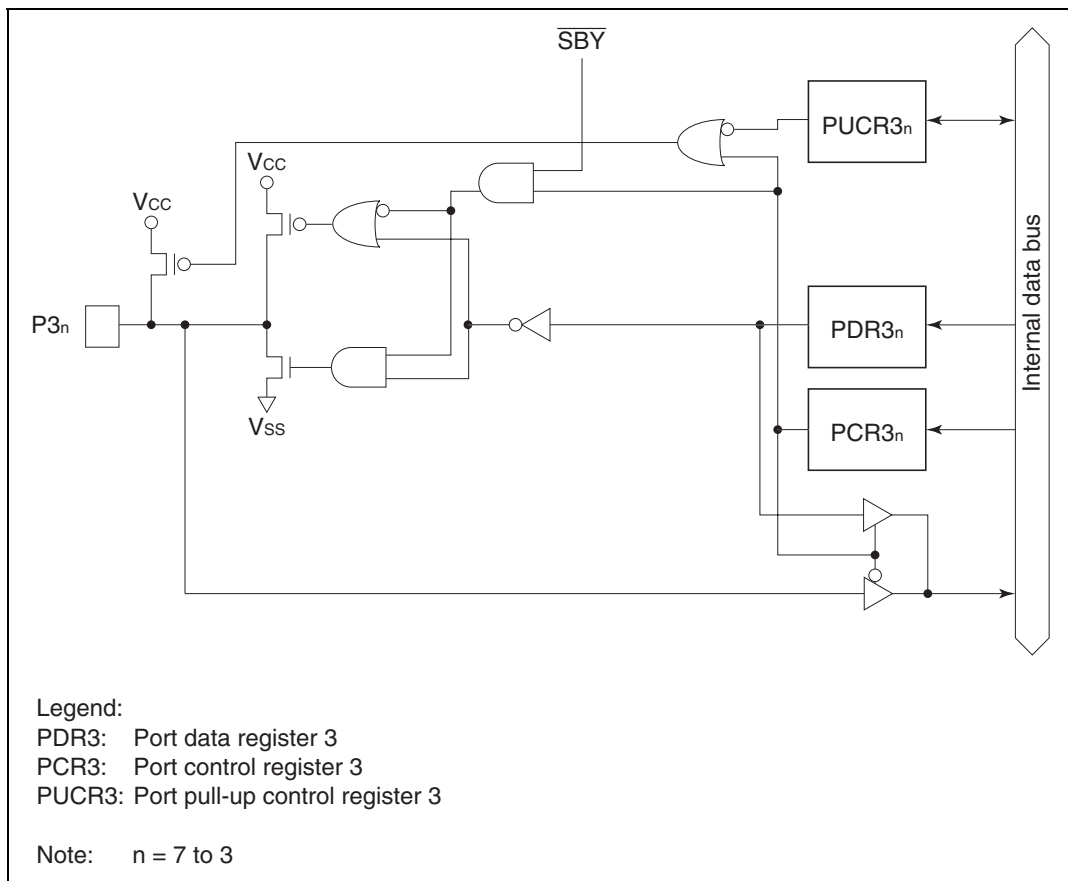 SBY
PUCR3n
VCC
VCC
P3n
PDR3n
PCR3n
VSS
Internal data bus
Legend:
PDR3: Port data register 3
PCR3: Port control register 3
PUCR3: Port pull-up control register 3
Note: n = 7 to 3